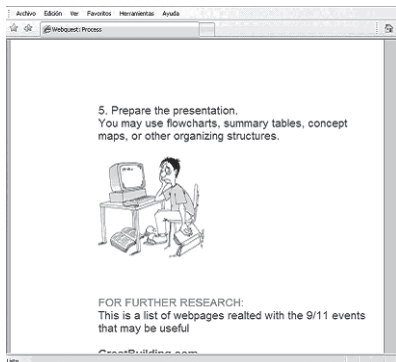 Archivo Edición Ver Favoritos Herramientas Ayuda
Webquest: Process
5. Prepare the presentation.
You may use flowcharts, summary tables, concept
maps, or other organizing structures.
FOR FURTHER RESEARCH:
This is a list of webpages realted with the 9/11 events
that may be useful
GreatBuilding.com